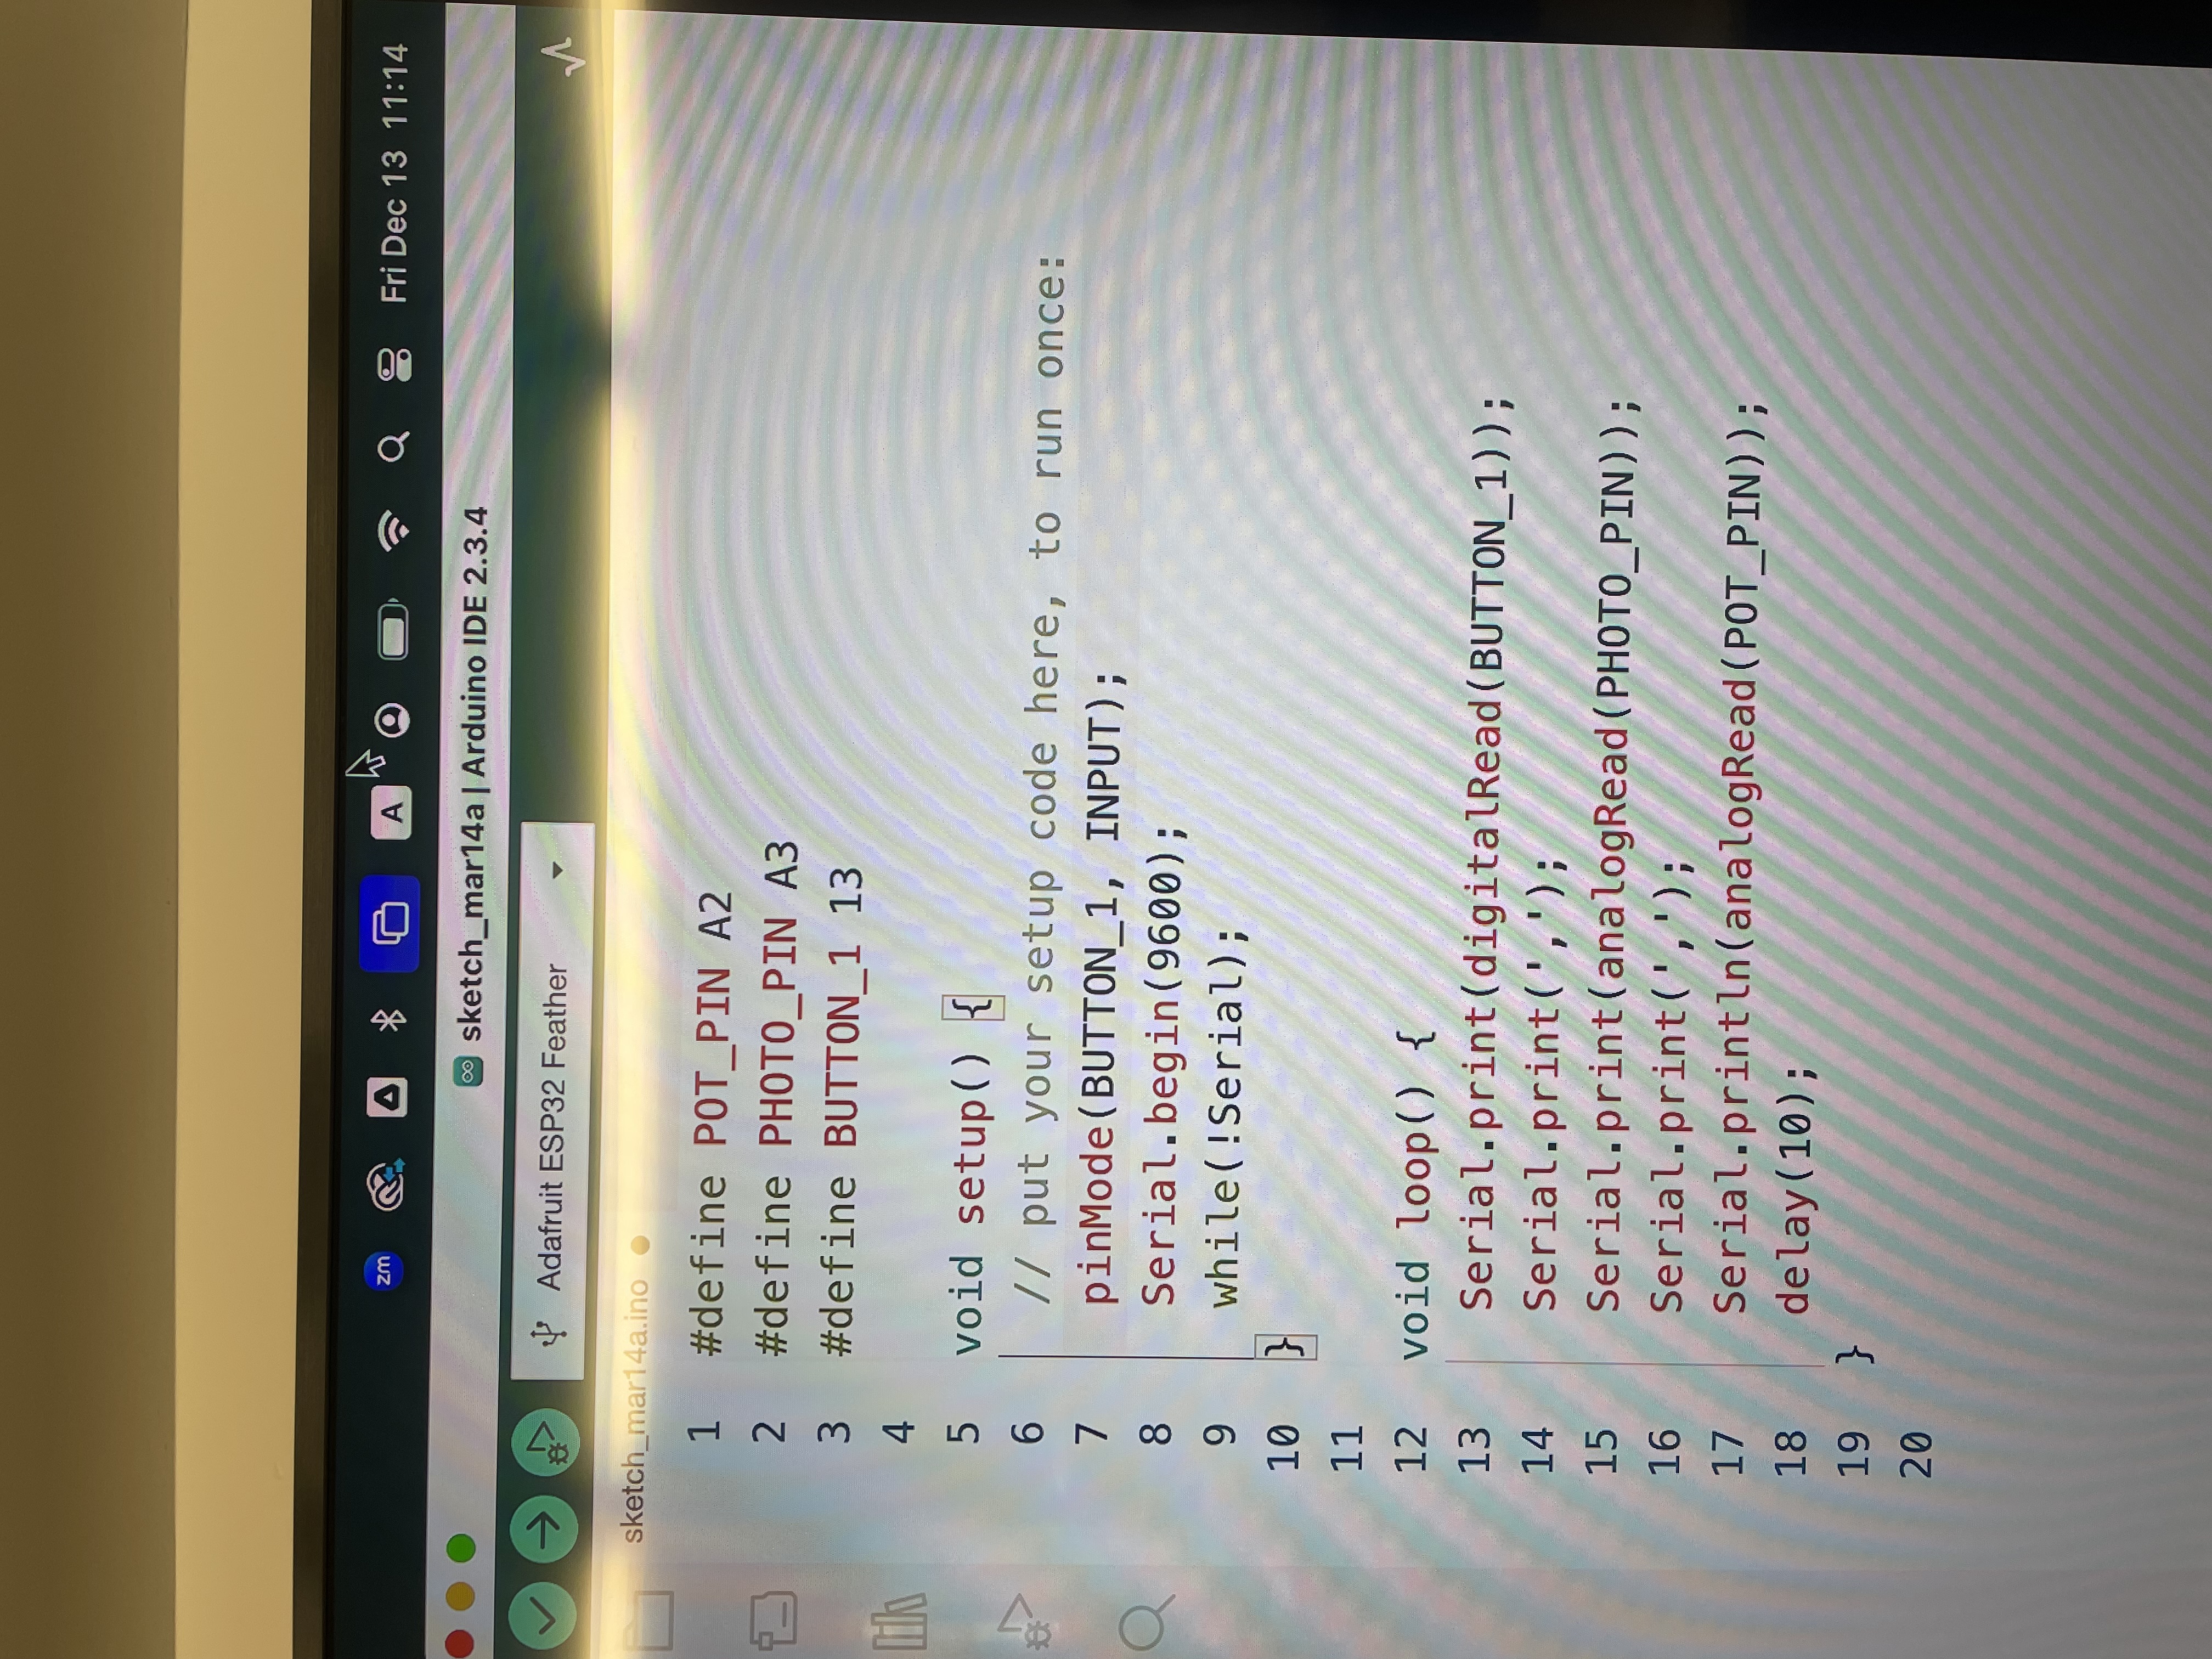 zm A Fri Dec 13 11:14
sketch_mar14a | Arduino IDE 2.3.4
Adafruit ESP32 Feather
sketch_mar14a.ino
1 #define POT_PIN A2
2 #define PHOTO_PIN A3
3 #define BUTTON_1 13
4
5 void setup() {
6 // put your setup code here, to run once:
7 pinMode(BUTTON_1, INPUT);
8 Serial.begin(9600);
9 while(!Serial);
10 }
11
12 void loop() {
13 Serial.print(digitalRead(BUTTON_1));
14 Serial.print(',');
15 Serial.print(analogRead(PHOTO_PIN));
16 Serial.print(',');
17 Serial.println(analogRead(POT_PIN));
18 delay(10);
19 }
20